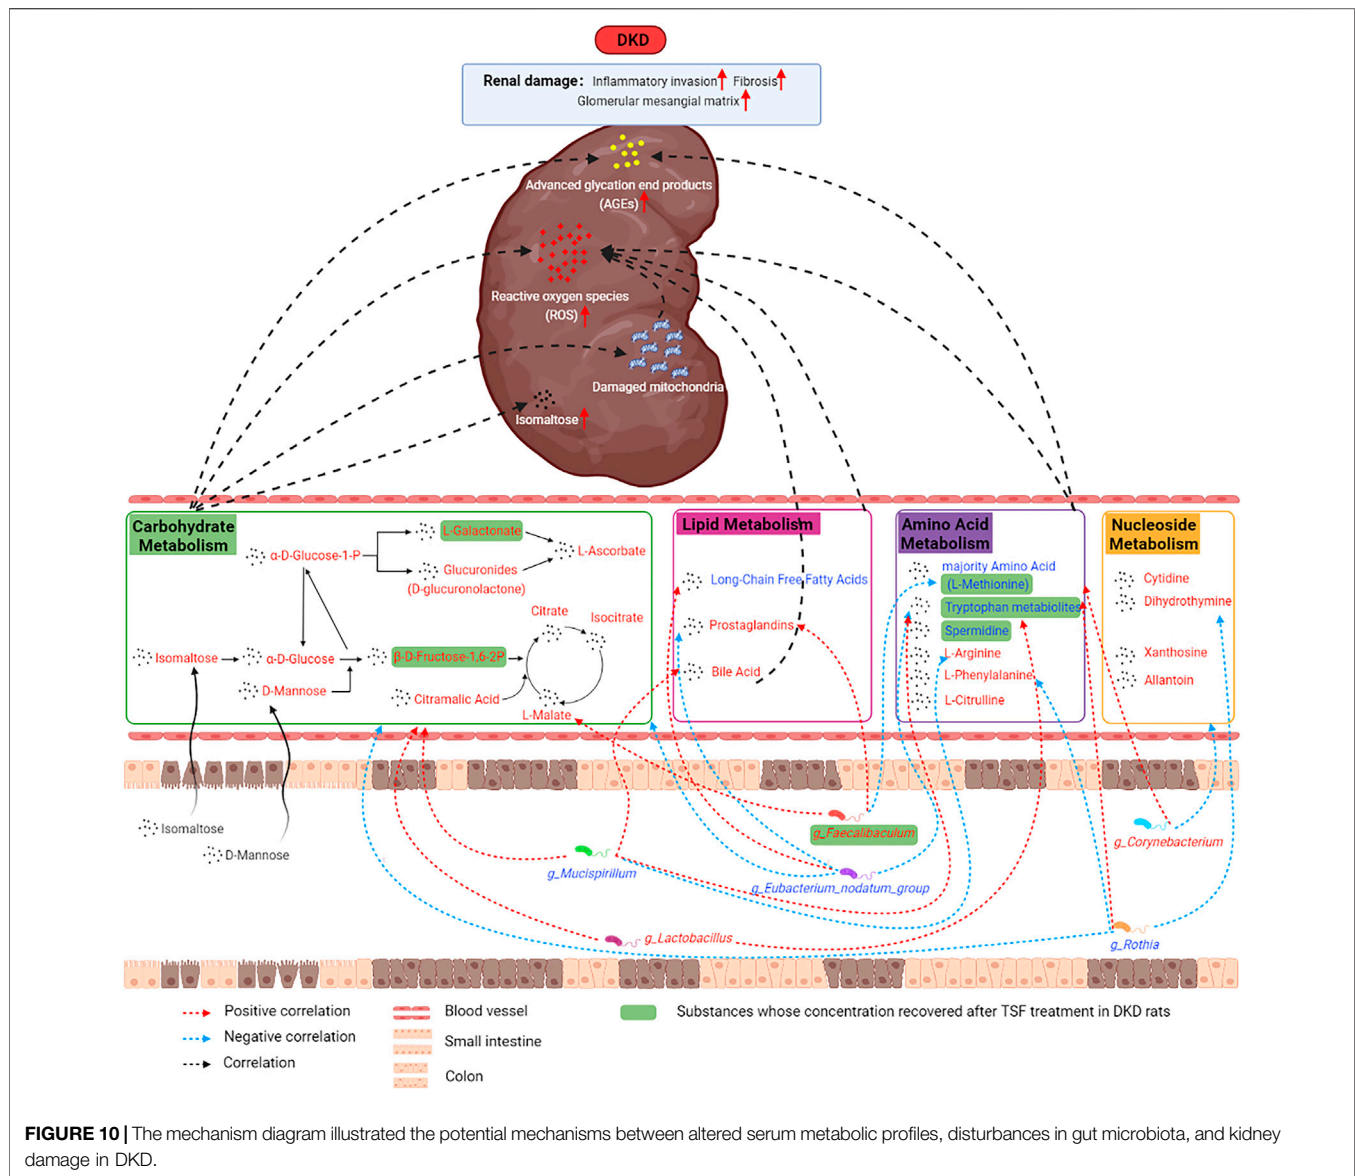 DKD
Renal damage: Inflammatory invasion Fibrosis
Glomerular mesangial matrix
Advanced glycation end products
(AGEs)
Reactive oxygen species
(ROS)
Damaged mitochondria
Isomaltose
Carbohydrate
Metabolism
α-D-Glucose-1-P
L-Galactonate
Glucuronides
(D-glucuronolactone)
L-Ascorbate
Citrate
Isocitrate
Isomaltose
α-D-Glucose
β-D-Fructose-1,6-2P
D-Mannose
Citramalic Acid
L-Malate
Lipid Metabolism
Long-Chain Free Fatty Acids
Prostaglandins
Bile Acid
Amino Acid
Metabolism
majority Amino Acid
(L-Methionine)
Tryptophan metabiolites
Spermidine
L-Arginine
L-Phenylalanine
L-Citrulline
Nucleoside
Metabolism
Cytidine
Dihydrothymine
Xanthosine
Allantoin
Isomaltose
D-Mannose
g_Faecalibaculum
g_Corynebacterium
g_Mucispirillum
g_Eubacterium_nodatum_group
g_Lactobacillus
g_Rothia
Positive correlation
Negative correlation
Correlation
Blood vessel
Small intestine
Colon
Substances whose concentration recovered after TSF treatment in DKD rats
FIGURE 10 | The mechanism diagram illustrated the potential mechanisms between altered serum metabolic profiles, disturbances in gut microbiota, and kidney
damage in DKD.